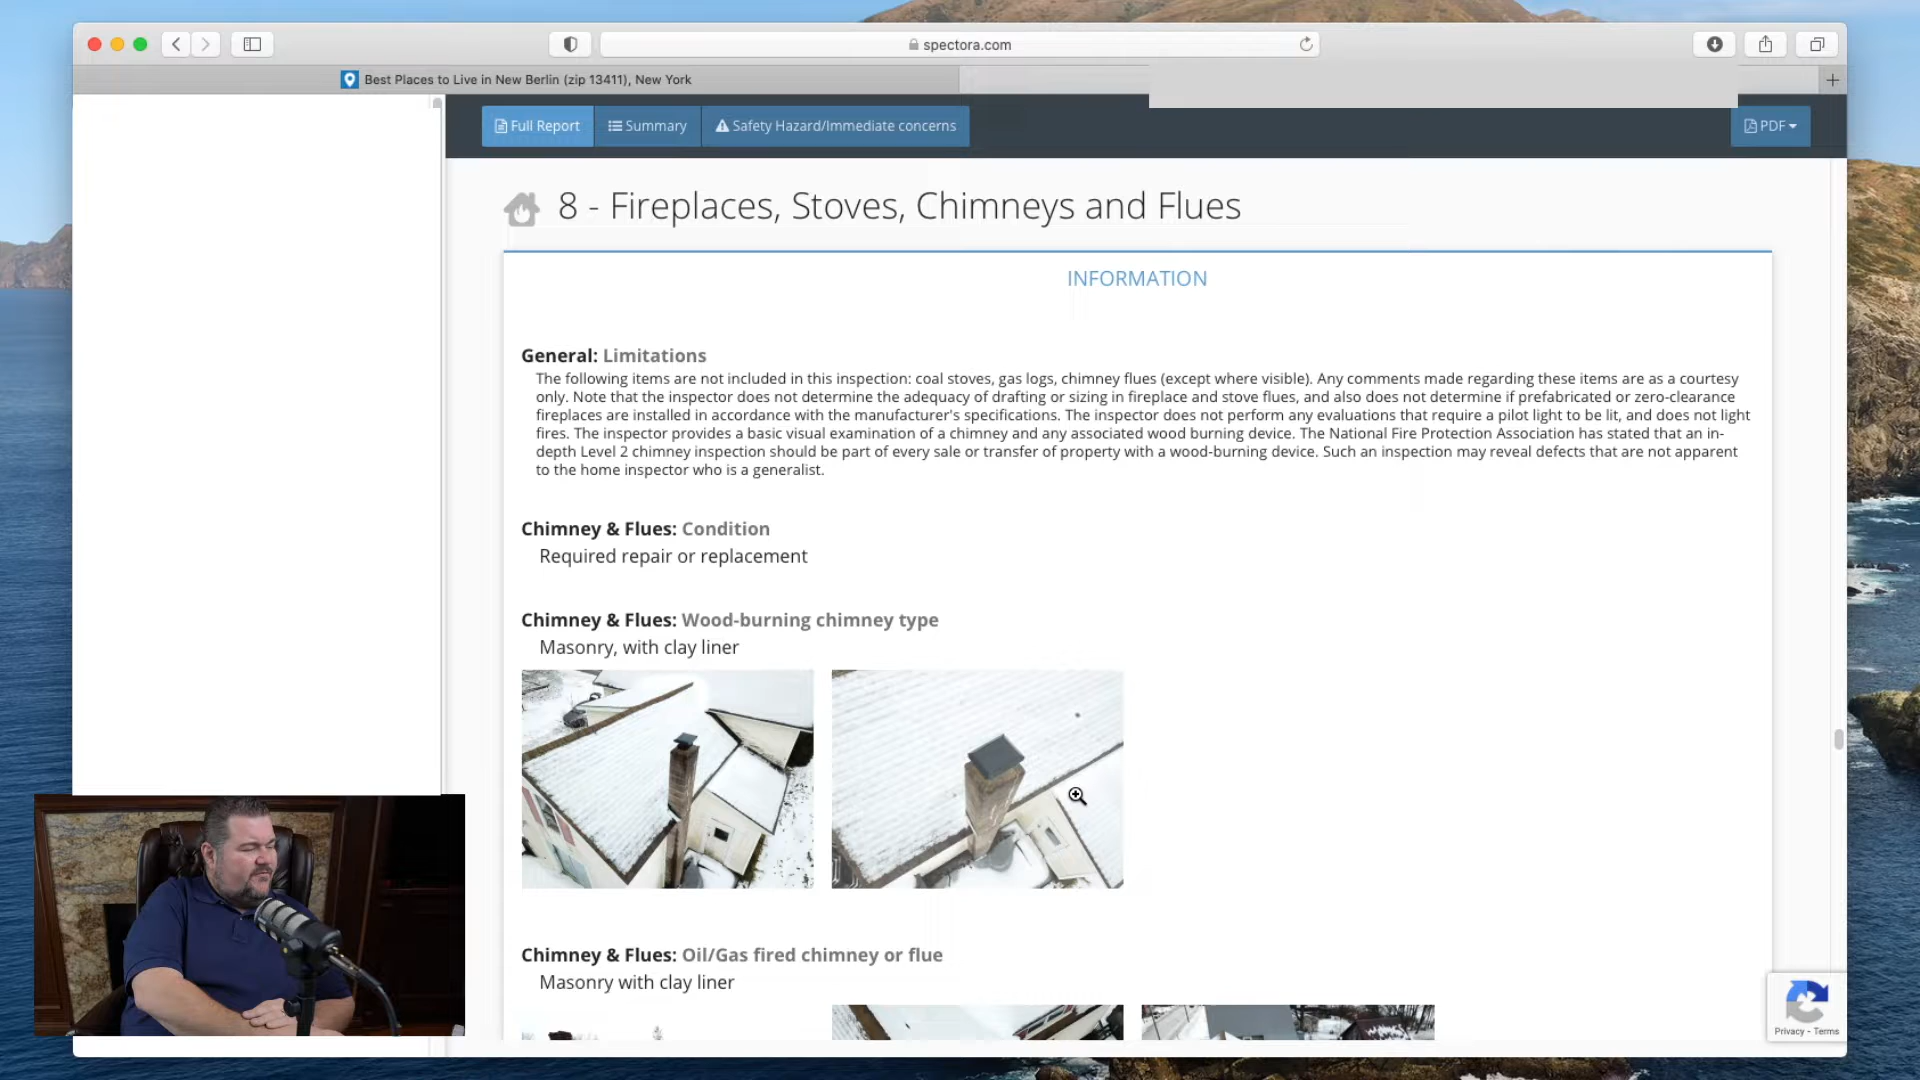 spectora.com
Best Places to Live in New Berlin (zip 13411), New York
Full Report
Summary
Safety Hazard/Immediate concerns
PDF
8 - Fireplaces, Stoves, Chimneys and Flues
INFORMATION
General: Limitations
The following items are not included in this inspection: coal stoves, gas logs, chimney flues (except where visible). Any comments made regarding these items are as a courtesy
only. Note that the inspector does not determine the adequacy of drafting or sizing in fireplace and stove flues, and also does not determine if prefabricated or zero-clearance
fireplaces are installed in accordance with the manufacturer's specifications. The inspector does not perform any evaluations that require a pilot light to be lit, and does not light
fires. The inspector provides a basic visual examination of a chimney and any associated wood burning device. The National Fire Protection Association has stated that an in-
depth Level 2 chimney inspection should be part of every sale or transfer of property with a wood-burning device. Such an inspection may reveal defects that are not apparent
to the home inspector who is a generalist.
Chimney & Flues: Condition
Required repair or replacement
Chimney & Flues: Wood-burning chimney type
Masonry, with clay liner
Chimney & Flues: Oil/Gas fired chimney or flue
Masonry with clay liner
Privacy - Terms